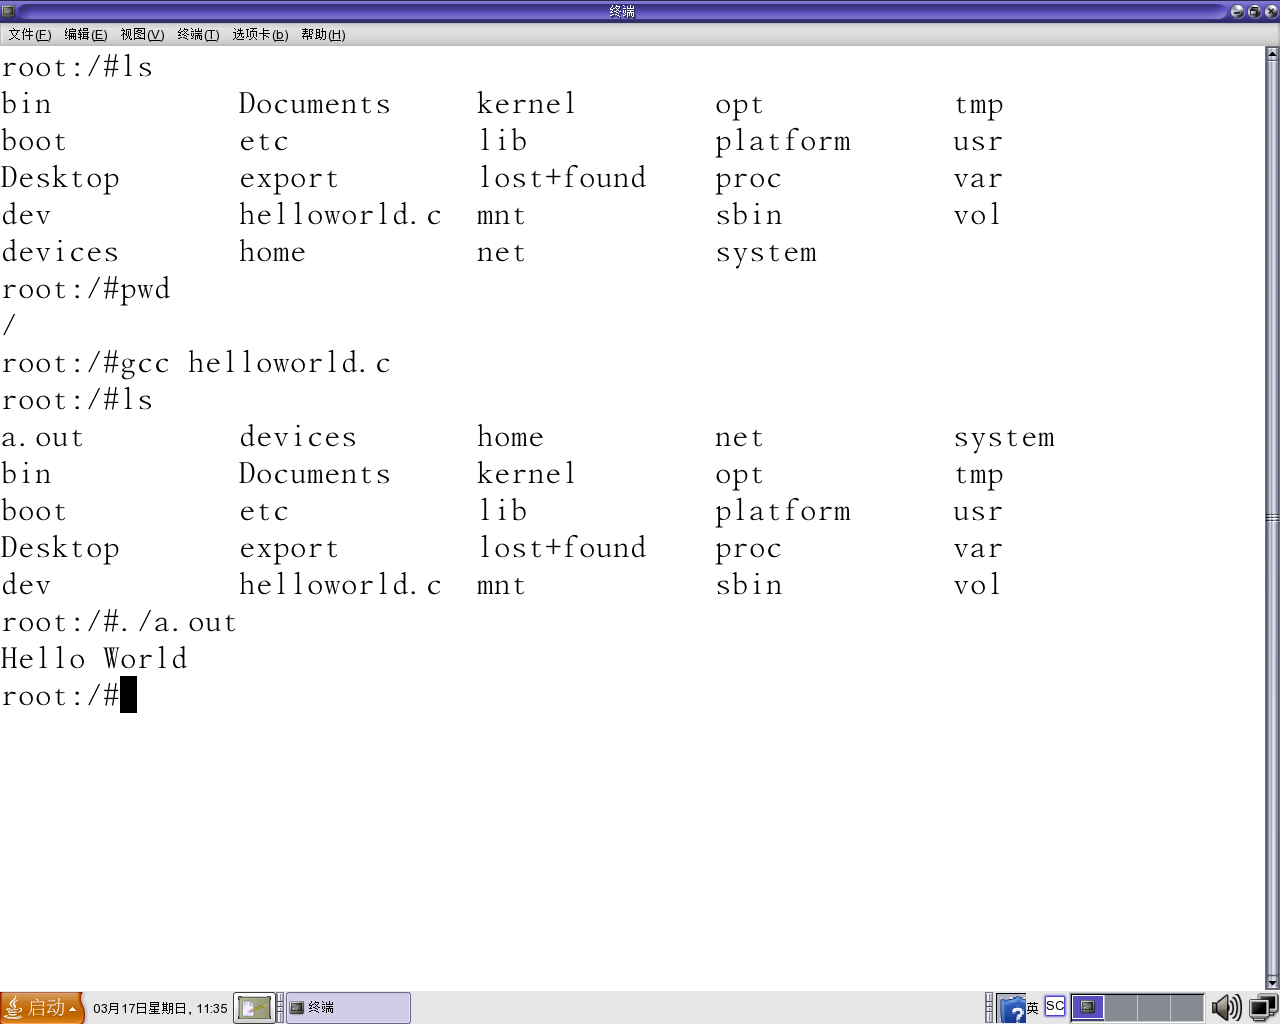 终端
文件(F) 编辑(E) 视图(V) 终端(T) 选项卡(b) 帮助(H)
root:/#ls
bin Documents kernel opt tmp
boot etc lib platform usr
Desktop export lost+found proc var
dev helloworld.c mnt sbin vol
devices home net system
root:/#pwd
/
root:/#gcc helloworld.c
root:/#ls
a.out devices home net system
bin Documents kernel opt tmp
boot etc lib platform usr
Desktop export lost+found proc var
dev helloworld.c mnt sbin vol
root:/#./a.out
Hello World
root:/#
启动 03月17日星期日, 11:35 终端 ? 英 SC